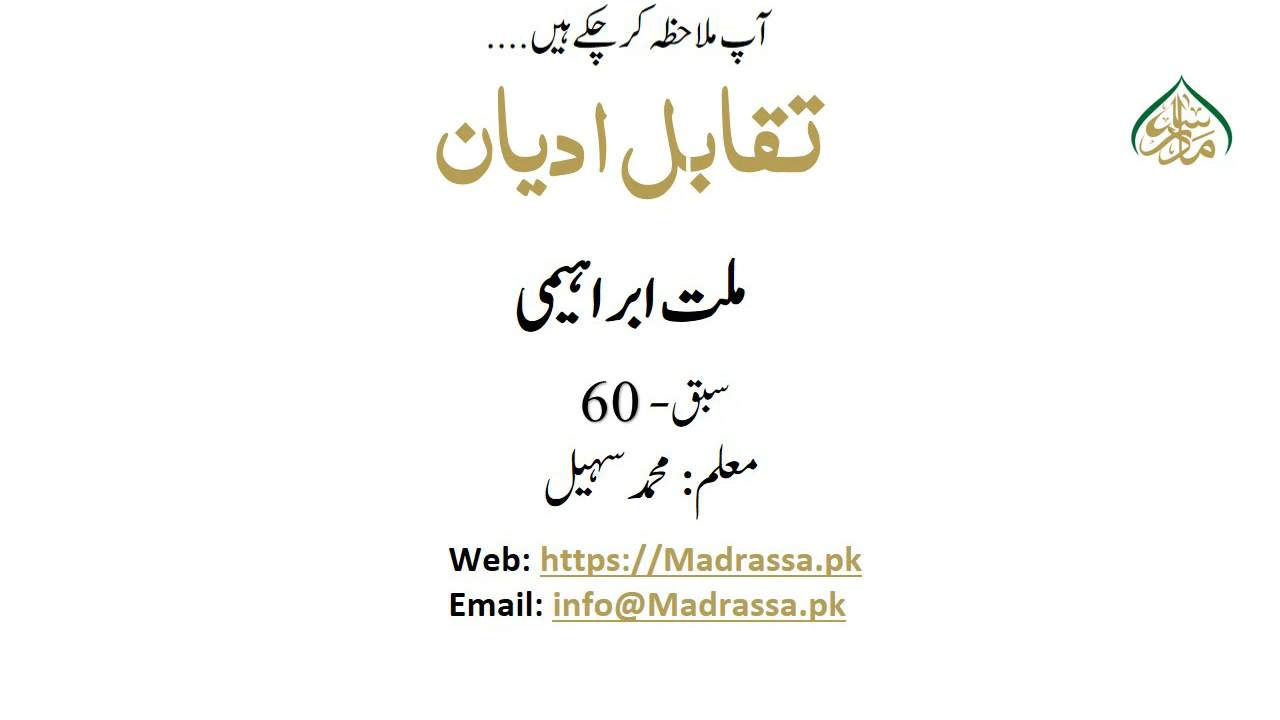 آپ ملاحظہ کر چکے ہیں....
تقابل ادیان
مدرسہ
ملت ابراہیمی
سبق- 60
معلم: محمد سہیل
Web: https://Madrassa.pk
Email: info@Madrassa.pk